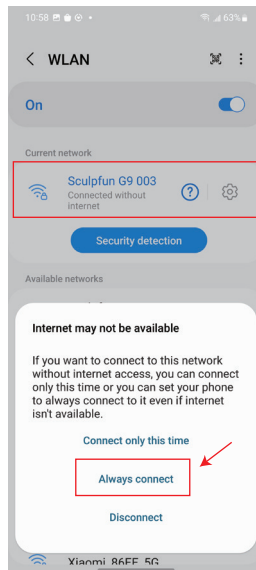 10:58
63%
WLAN
On
Current network
Sculpfun G9 003
Connected without
internet
Security detection
Available networks
Internet may not be available
If you want to connect to this network
without internet access, you can connect
only this time or you can set your phone
to always connect to it even if internet
isn't available.
Connect only this time
Always connect
Disconnect
Xiaomi_86FF_5G